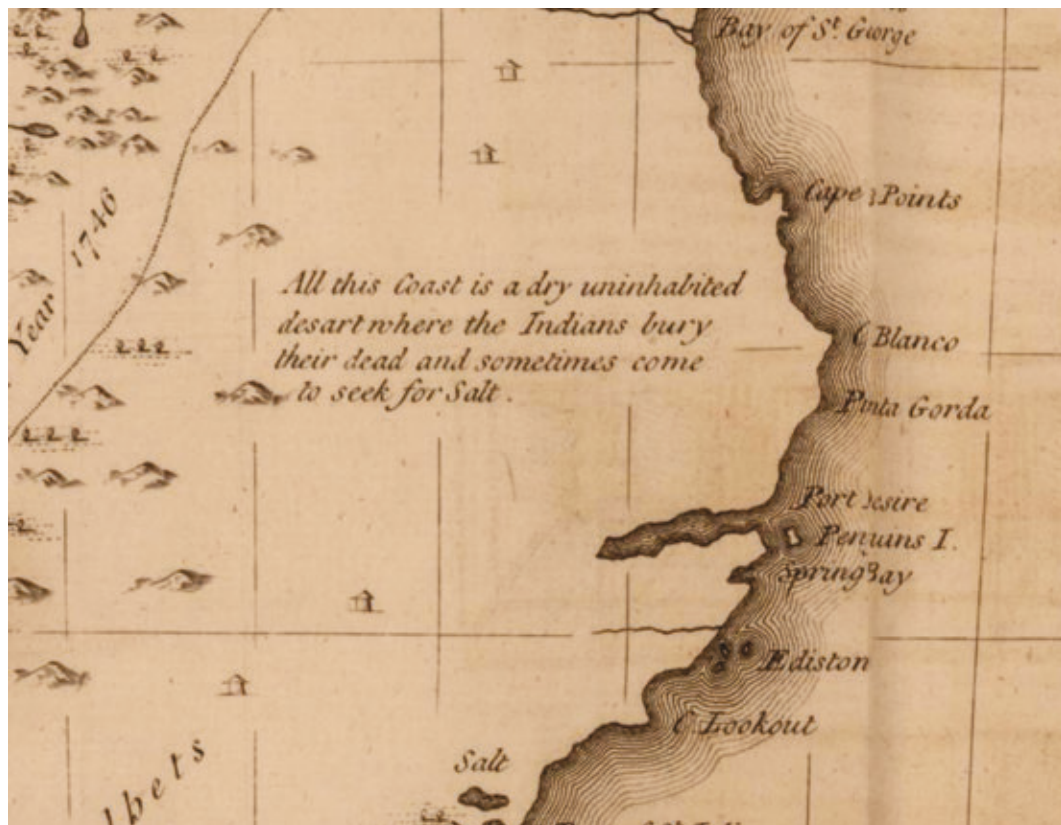 Bay of St. George
Cape 3 Points
Year 1746
All this Coast is a dry uninhabited
desart where the Indians bury
their dead and sometimes come
to seek for Salt.
C Blanco
Punta Gorda
Port Desire
Penguins I.
Spring Bay
Ediston
C. Lookout
Salt